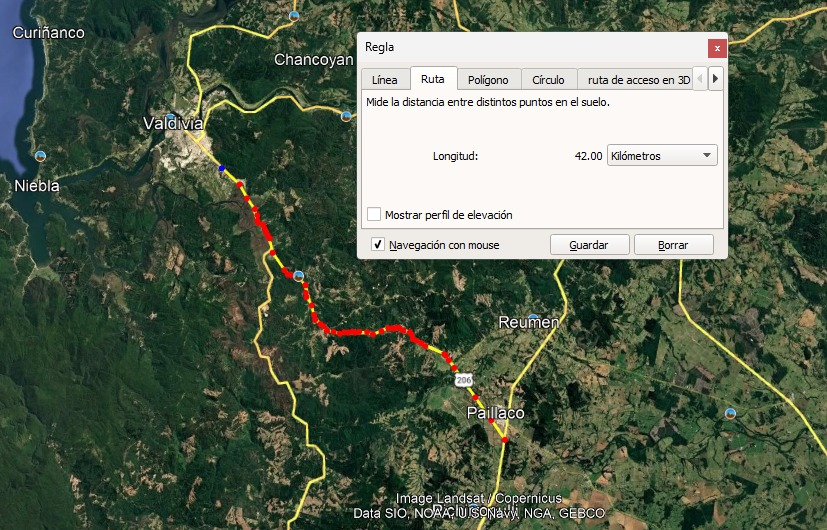 Curiñanco
Chancoyan
Valdivia
Niebla
Regla
x
Línea
Ruta
Polígono
Círculo
ruta de acceso en 3D
Mide la distancia entre distintos puntos en el suelo.
Longitud:
42.00
Kilómetros
Mostrar perfil de elevación
Navegación con mouse
Guardar
Borrar
Reumen
206
Paillaco
Image Landsat / Copernicus
Data SIO, NOAA, U.S. Navy, NGA, GEBCO